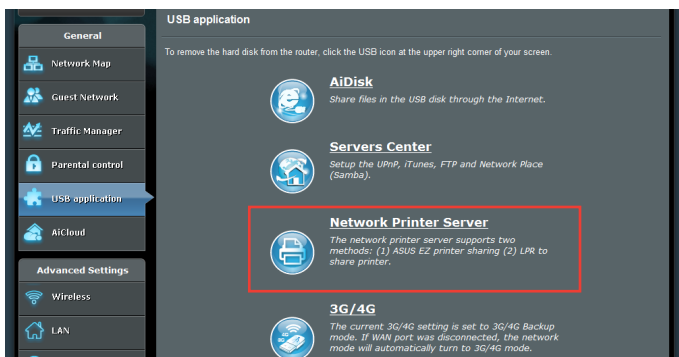 General
Network Map
Guest Network
Traffic Manager
Parental control
USB application
AiCloud
Advanced Settings
Wireless
LAN
USB application
To remove the hard disk from the router, click the USB icon at the upper right corner of your screen.
AiDisk
Share files in the USB disk through the Internet.
Servers Center
Setup the UPnP, iTunes, FTP and Network Place
(Samba).
Network Printer Server
The network printer server supports two
methods: (1) ASUS EZ printer sharing (2) LPR to
share printer.
3G/4G
The current 3G/4G setting is set to 3G/4G Backup
mode. If WAN port was disconnected, the network
mode will automatically turn to 3G/4G mode.